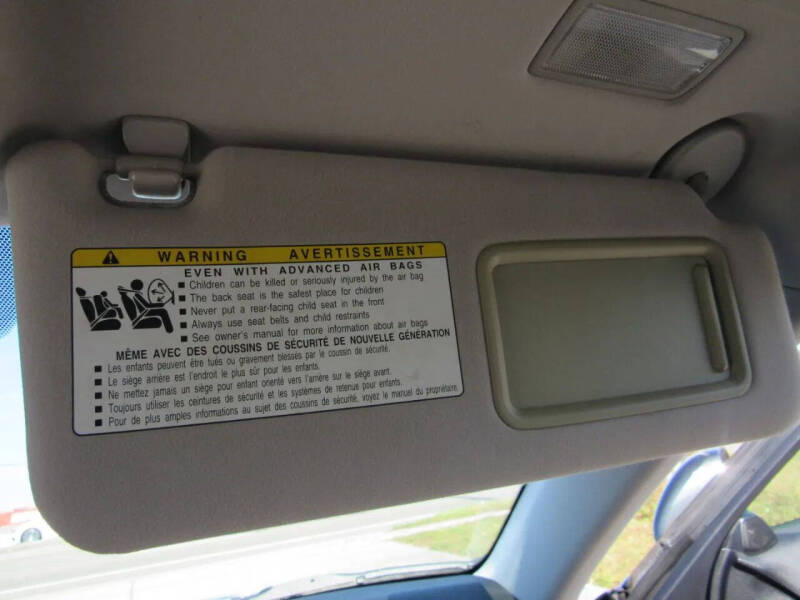 WARNING AVERTISSEMENT
EVEN WITH ADVANCED AIR BAGS
■ Children can be killed or seriously injured by the air bag
■ The back seat is the safest place for children
■ Never put a rear-facing child seat in the front
■ Always use seat belts and child restraints
■ See owner's manual for more information about air bags
MÊME AVEC DES COUSSINS DE SÉCURITÉ DE NOUVELLE GÉNÉRATION
■ Les enfants peuvent être tués ou gravement blessés par le coussin de sécurité.
■ Le siège arrière est l'endroit le plus sûr pour les enfants.
■ Ne mettez jamais un siège pour enfant orienté vers l'arrière sur le siège avant.
■ Toujours utiliser les ceintures de sécurité et les systèmes de retenue pour enfants.
■ Pour de plus amples informations au sujet des coussins de sécurité, voyez le manuel du propriétaire.